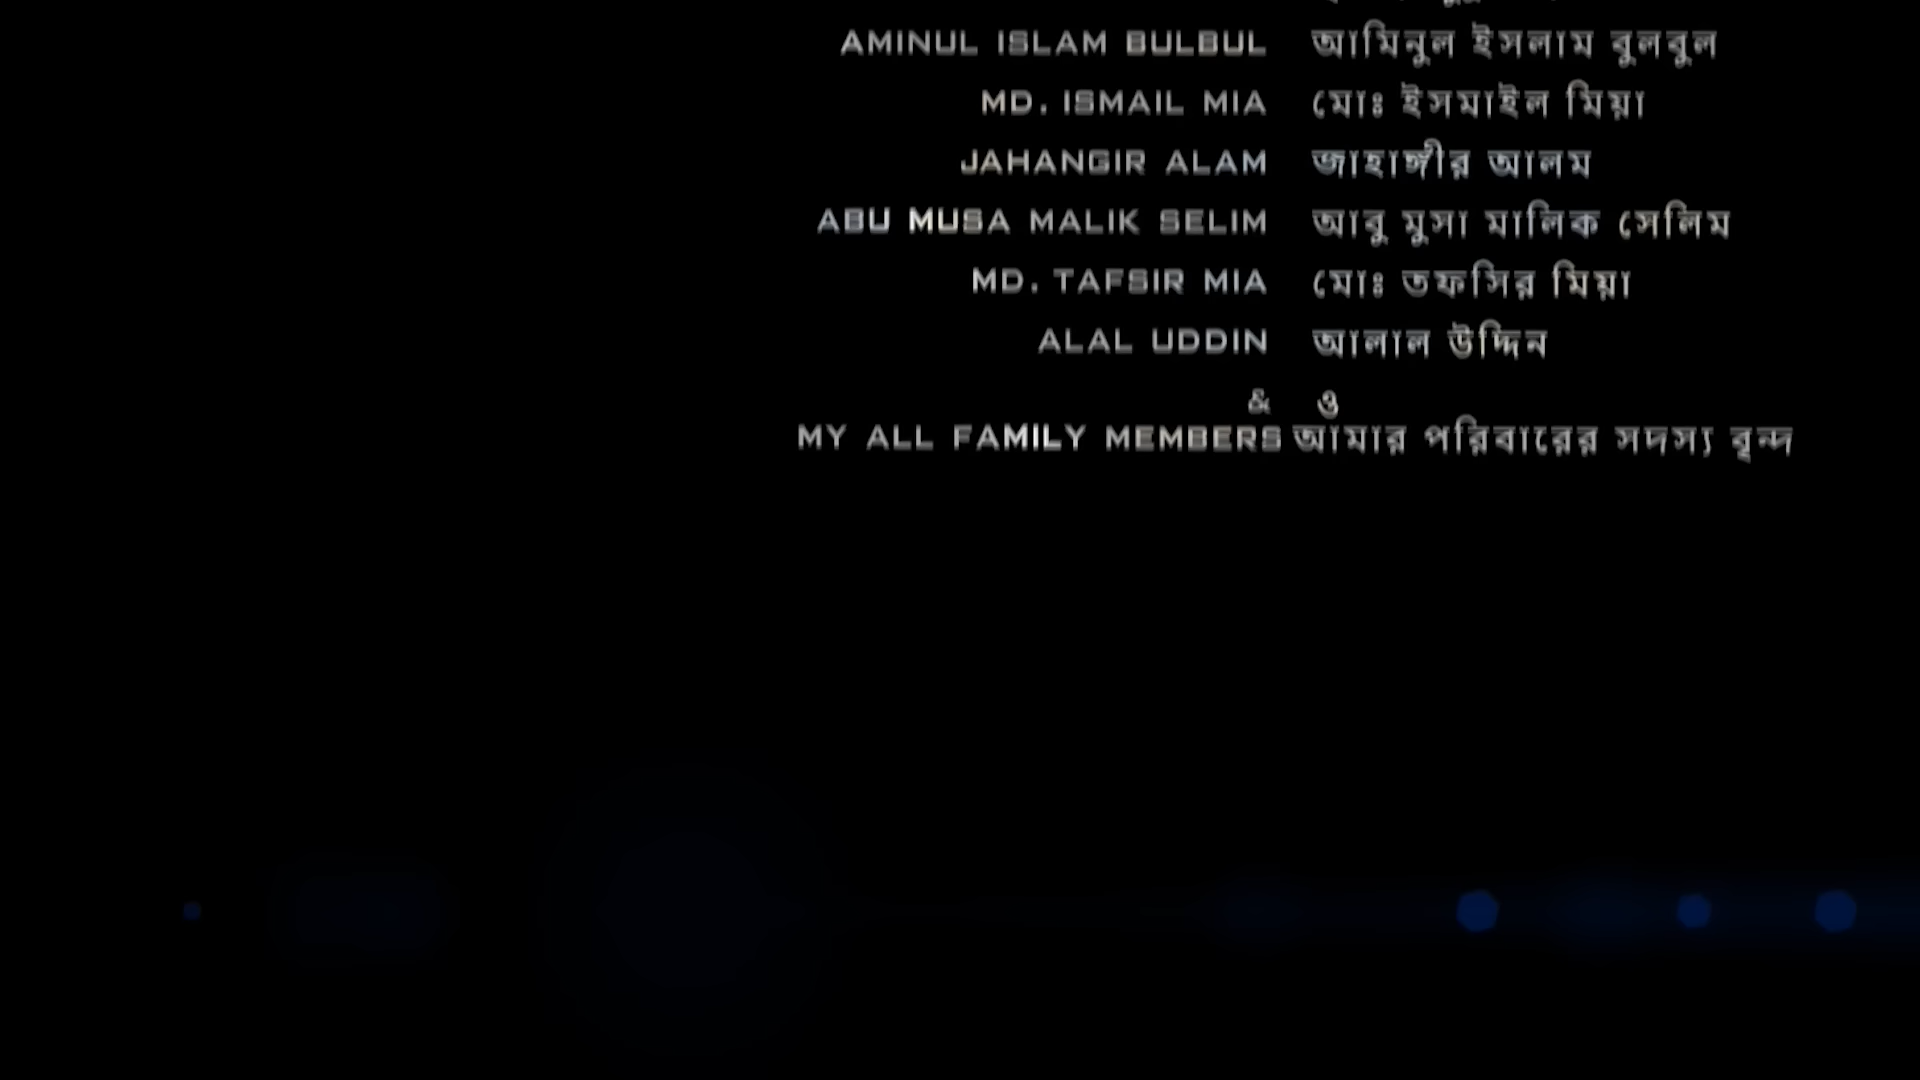 AMINUL ISLAM BULBUL আমিনুল ইসলাম বুলবুল
MD. ISMAIL MIA মোঃ ইসমাইল মিয়া
JAHANGIR ALAM জাহাঙ্গীর আলম
ABU MUSA MALIK SELIM আবু মুসা মালিক সেলিম
MD. TAFSIR MIA মোঃ তফসির মিয়া
ALAL UDDIN আলাল উদ্দিন
& ও
MY ALL FAMILY MEMBERS আমার পরিবারের সদস্য বৃন্দ